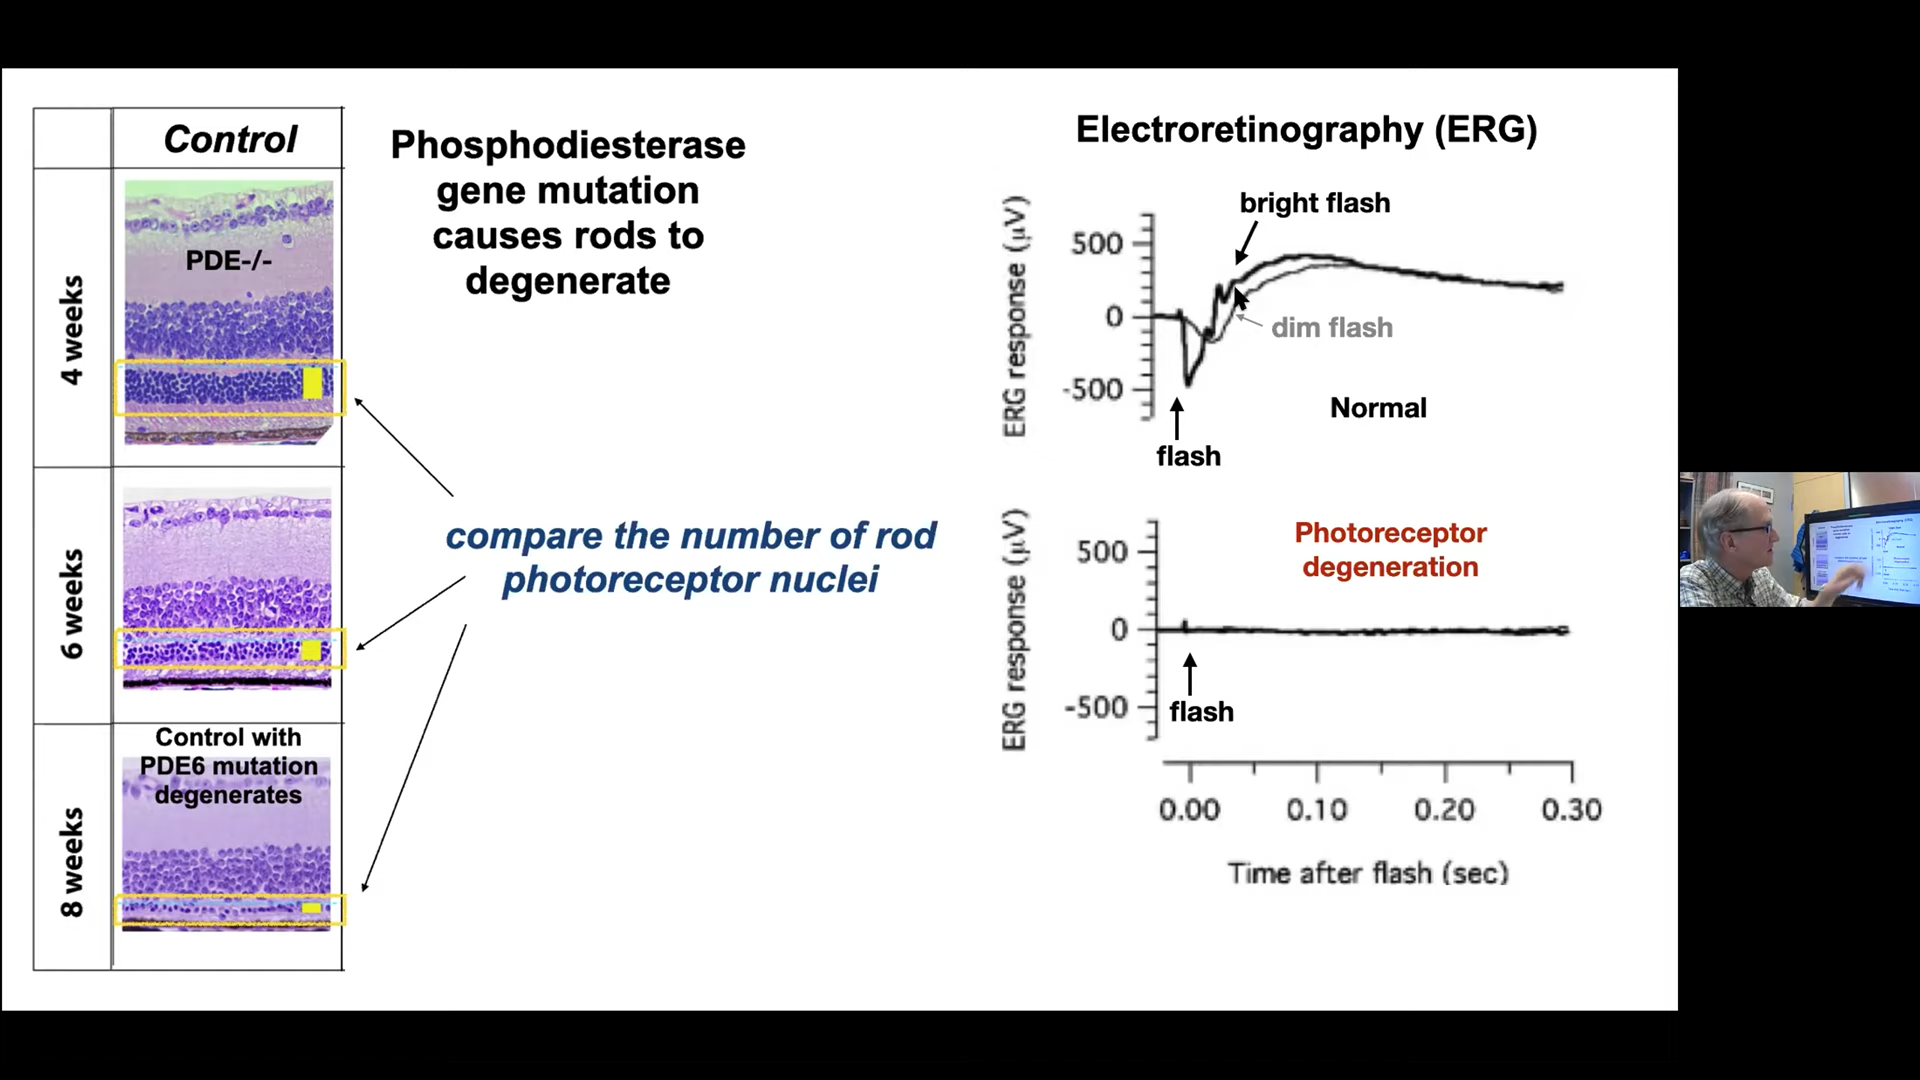 Control
4 weeks
PDE-/-
6 weeks
8 weeks
Control with
PDE6 mutation
degenerates
Phosphodiesterase
gene mutation
causes rods to
degenerate
compare the number of rod
photoreceptor nuclei
Electroretinography (ERG)
ERG response (µV)
500
0
-500
bright flash
dim flash
Normal
flash
ERG response (µV)
500
0
-500
Photoreceptor
degeneration
flash
0.00 0.10 0.20 0.30
Time after flash (sec)